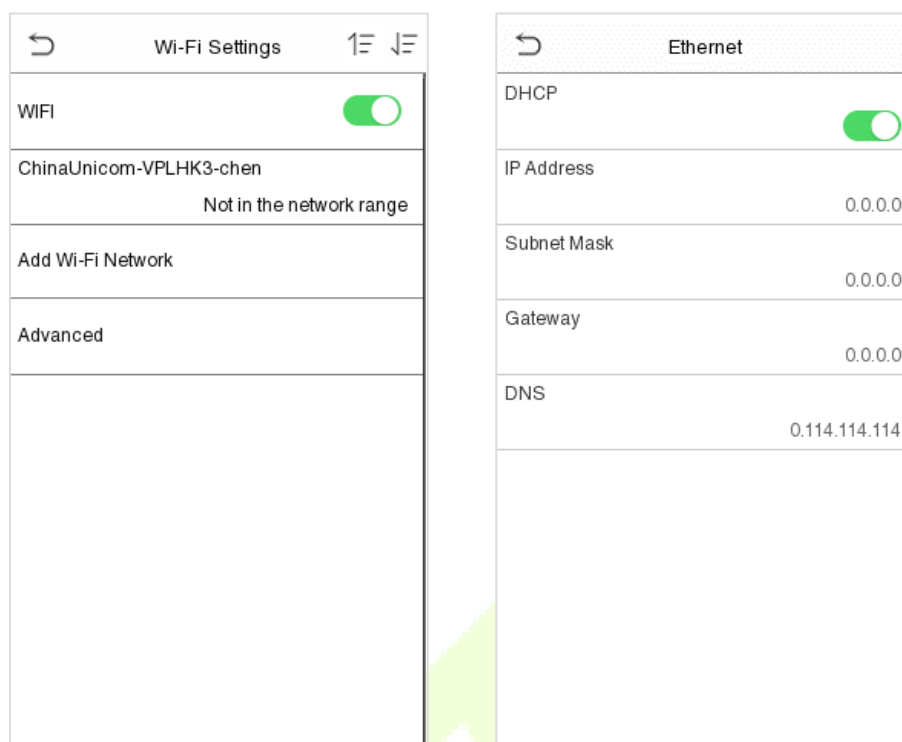 Wi-Fi Settings
WIFI
ChinaUnicom-VPLHK3-chen
Not in the network range
Add Wi-Fi Network
Advanced
Ethernet
DHCP
IP Address
0.0.0.0
Subnet Mask
0.0.0.0
Gateway
0.0.0.0
DNS
0.114.114.114